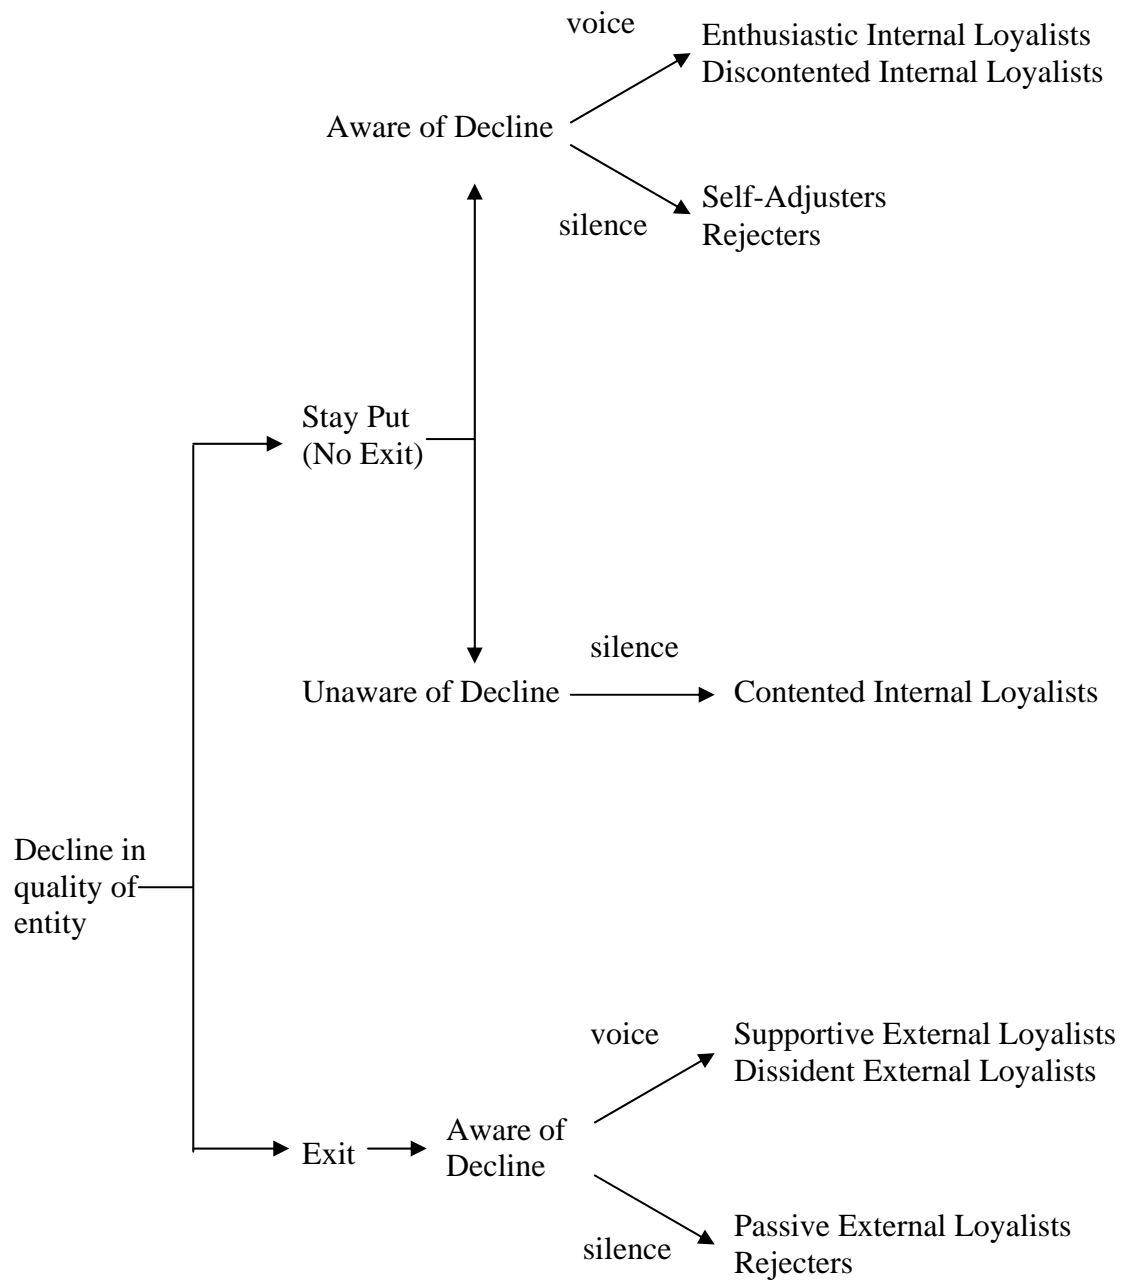 voice
Enthusiastic Internal Loyalists
Discontented Internal Loyalists
Aware of Decline
silence
Self-Adjusters
Rejecters
Stay Put
(No Exit)
silence
Unaware of Decline
Contented Internal Loyalists
Decline in
quality of
entity
voice
Supportive External Loyalists
Dissident External Loyalists
Exit
Aware of
Decline
silence
Passive External Loyalists
Rejecters